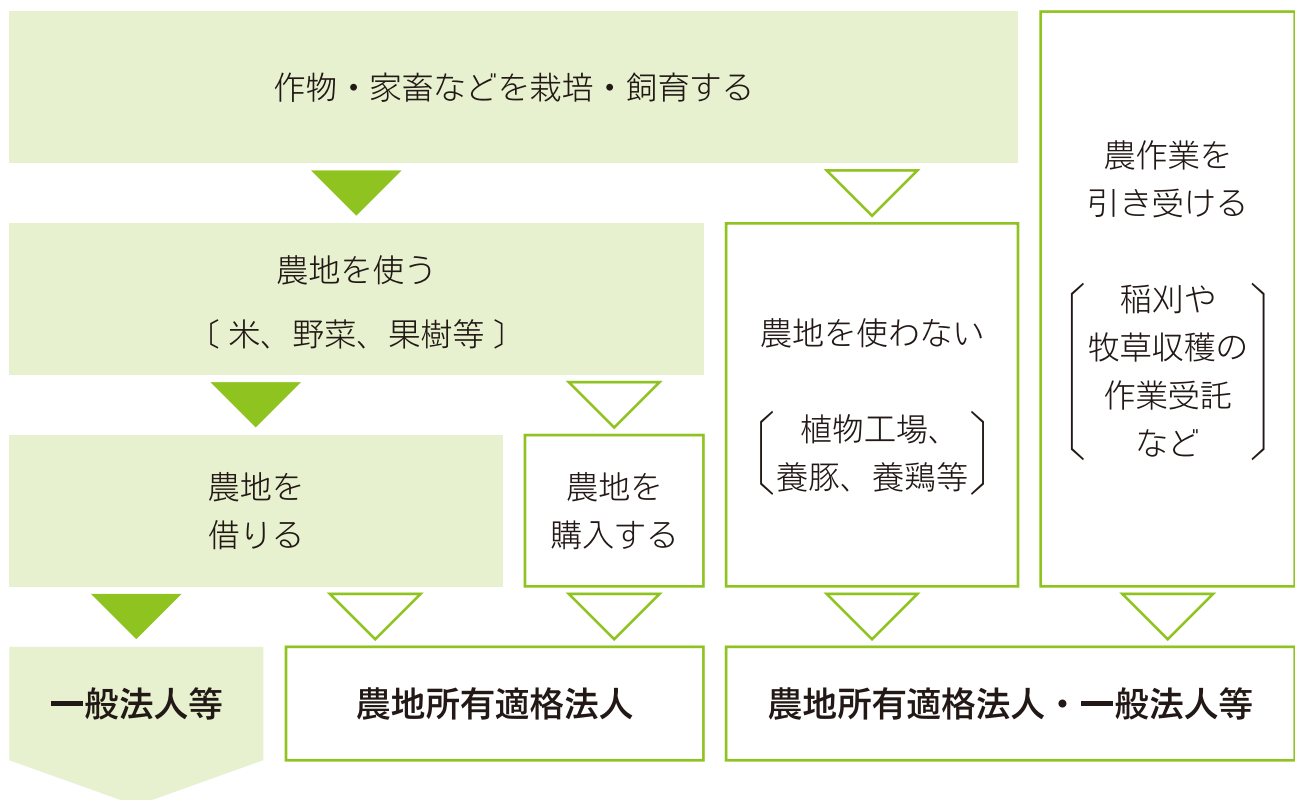 作物・家畜などを栽培・飼育する
農作業を
引き受ける
稲刈や
牧草収穫の
作業受託
など
農地を使う
〔 米、野菜、果樹等 〕
農地を使わない
植物工場、
養豚、養鶏等
農地を
借りる
農地を
購入する
一般法人等
農地所有適格法人
農地所有適格法人・一般法人等